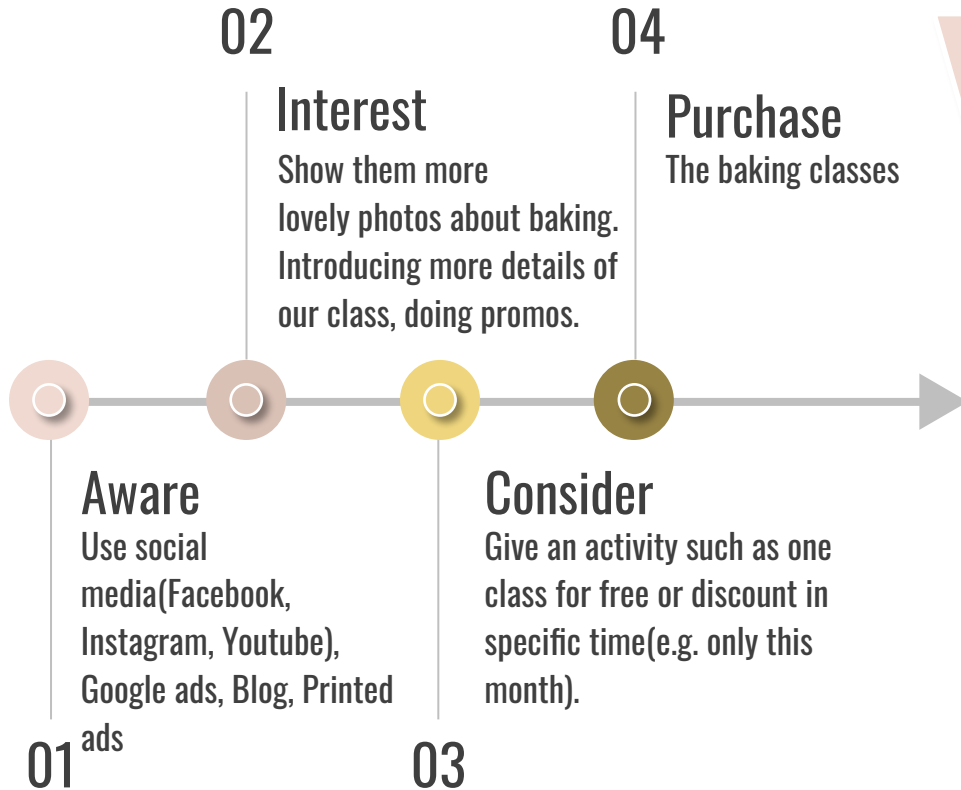 02
Interest
Show them more
lovely photos about baking.
Introducing more details of
our class, doing promos.
04
Purchase
The baking classes
Aware
Use social
media(Facebook,
Instagram, Youtube),
Google ads, Blog, Printed
ads
01
Consider
Give an activity such as one
class for free or discount in
specific time(e.g. only this
month).
03